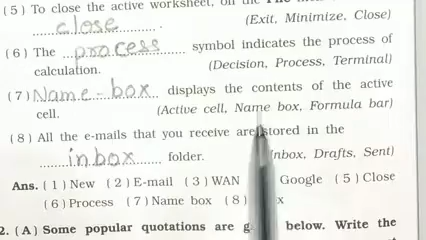 (5) To close the active worksheet, on the
close. (Exit, Minimize, Close)
(6) The process symbol indicates the process of
calculation. (Decision, Process, Terminal)
(7) Name-box displays the contents of the active
cell. (Active cell, Name box, Formula bar)
(8) All the e-mails that you receive are stored in the
inbox folder. Inbox, Drafts, Sent)
Ans. (1) New (2) E-mail (3) WAN Google (5) Close
(6) Process (7) Name box (8) x
2. (A) Some popular quotations are g below. Write the